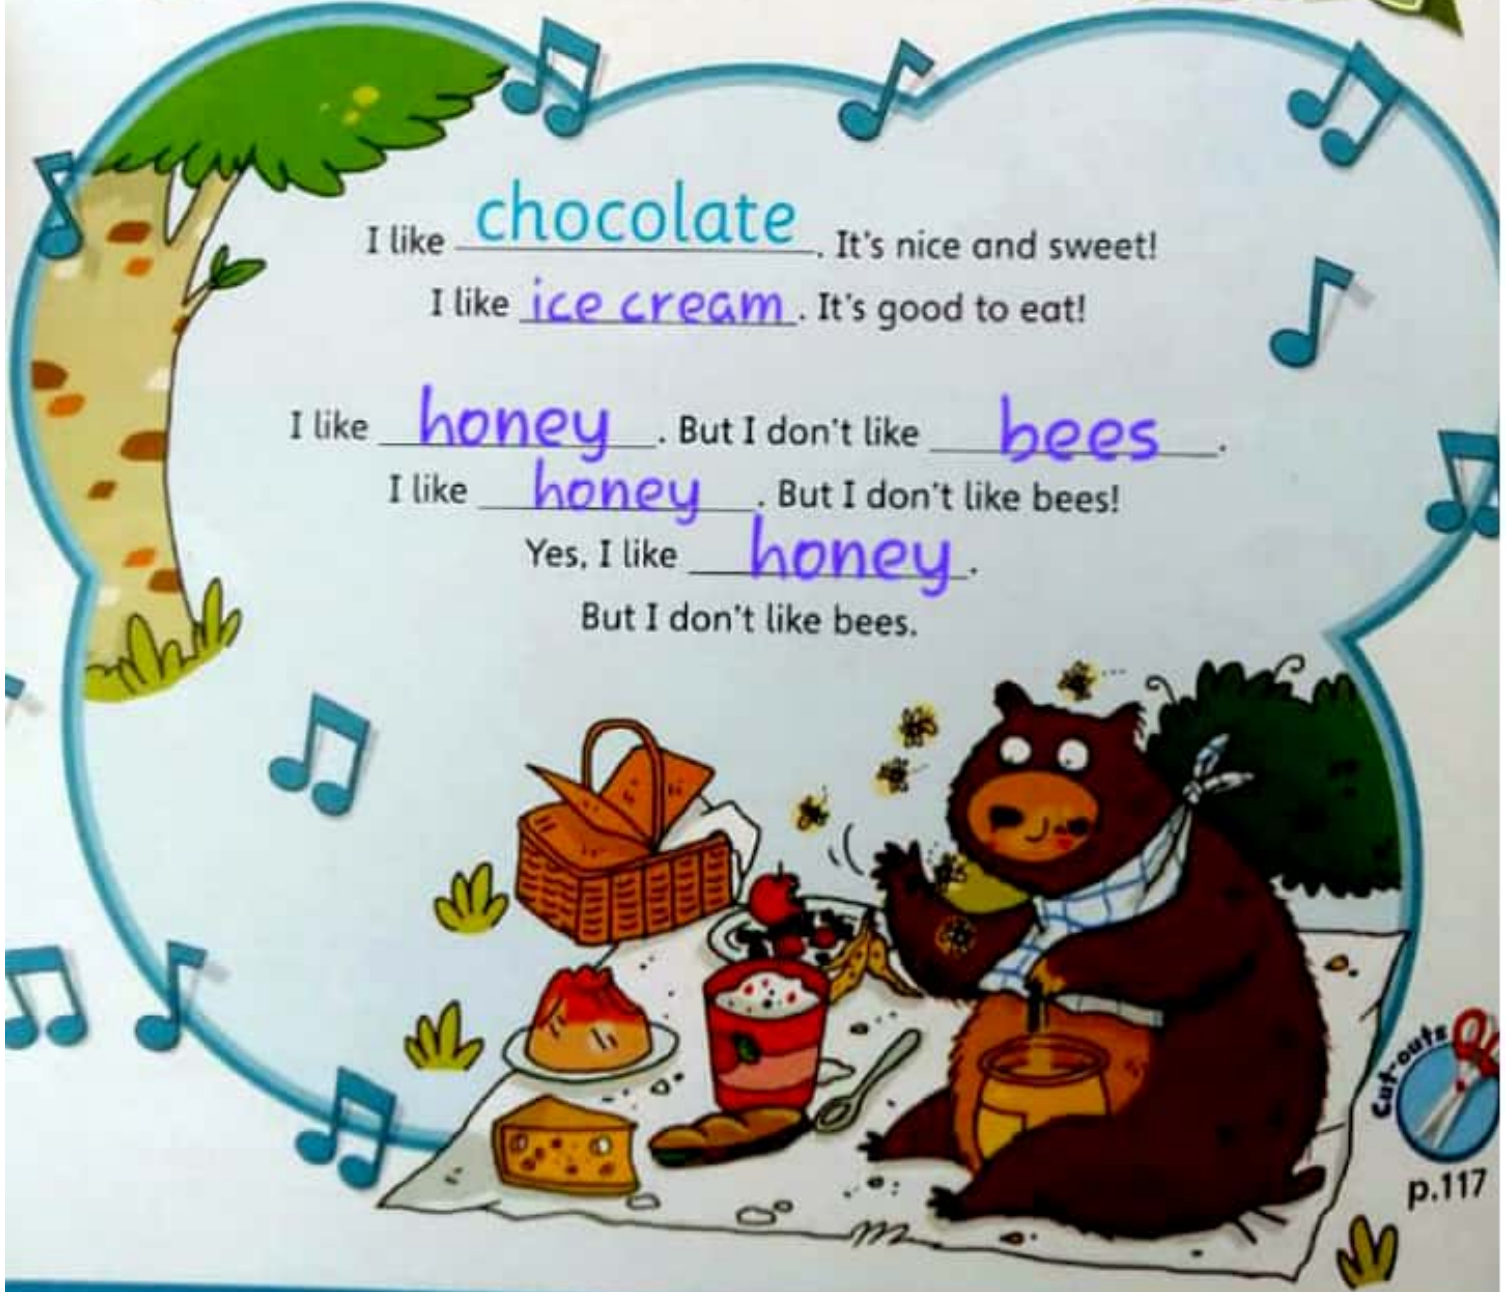 I like chocolate. It's nice and sweet!
I like ice cream. It's good to eat!
I like honey. But I don't like bees.
I like honey. But I don't like bees!
Yes, I like honey.
But I don't like bees.
Cut-outs
p.117